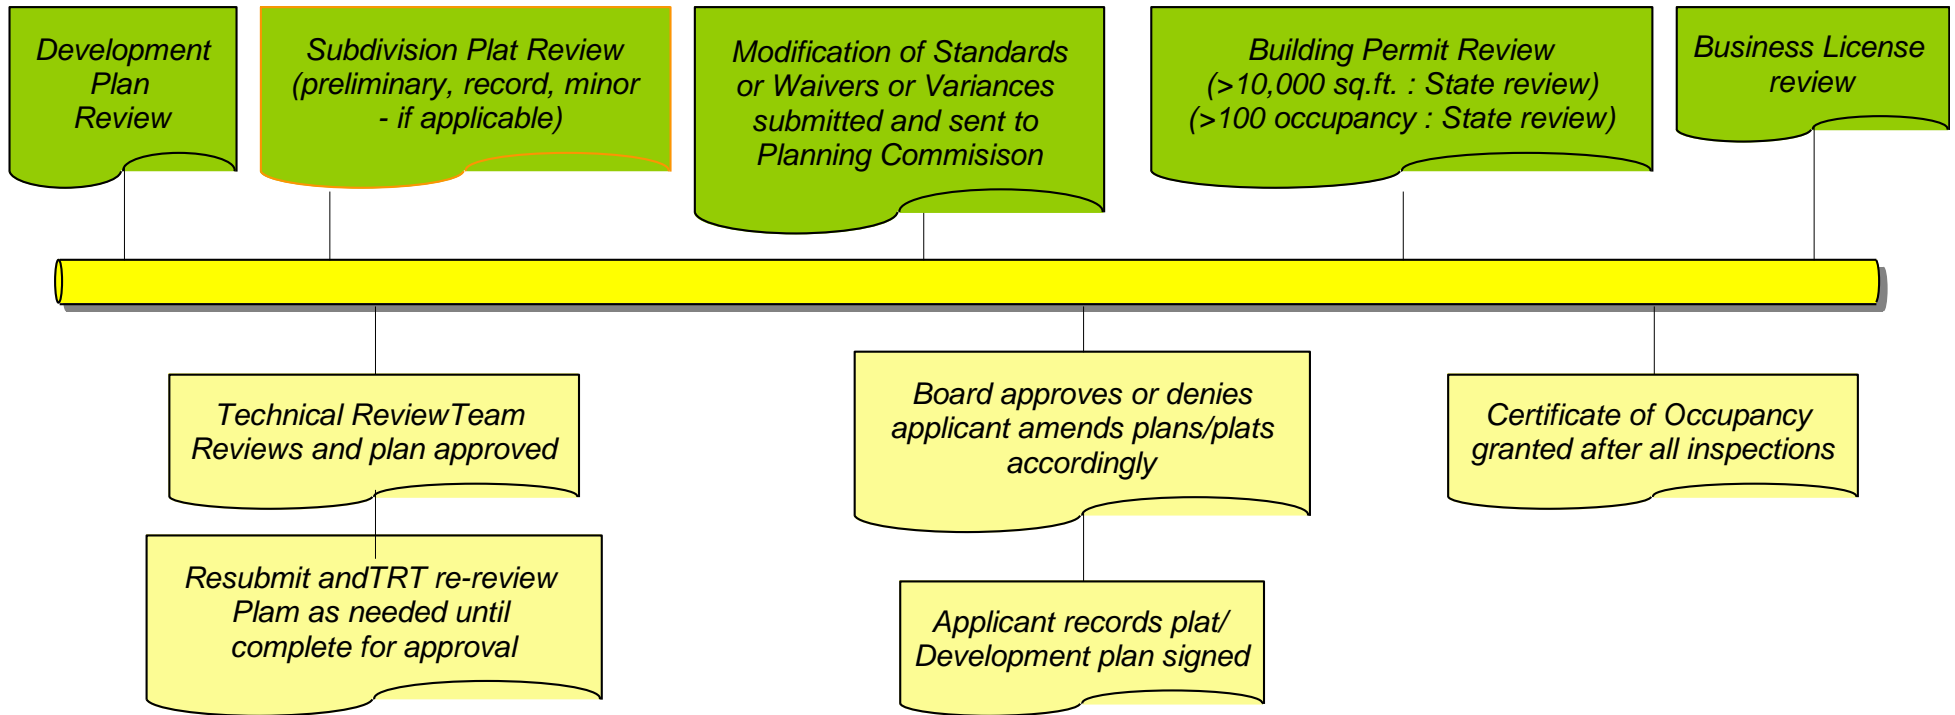 Development
Plan
Review
Subdivision Plat Review
(preliminary, record, minor
- if applicable)
Modification of Standards
or Waivers or Variances
submitted and sent to
Planning Commisison
Building Permit Review
(>10,000 sq.ft. : State review)
(>100 occupancy : State review)
Business License
review
Technical ReviewTeam
Reviews and plan approved
Resubmit andTRT re-review
Plam as needed until
complete for approval
Board approves or denies
applicant amends plans/plats
accordingly
Applicant records plat/
Development plan signed
Certificate of Occupancy
granted after all inspections